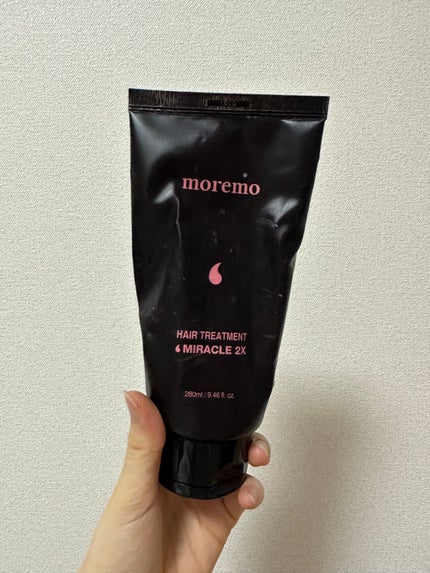 moremo®
HAIR TREATMENT
MIRACLE 2X
280ml / 9.46 fl. oz.